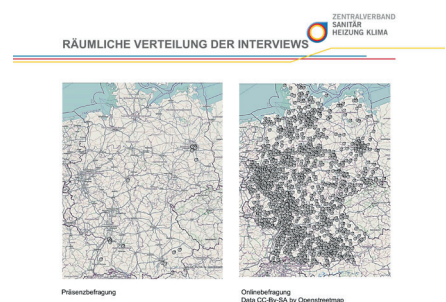 ZENTRALVERBAND
SANITÄR
HEIZUNG KLIMA
RÄUMLICHE VERTEILUNG DER INTERVIEWS
Präsenzbefragung
Onlinebefragung
Data CC-By-SA by Openstreetmap